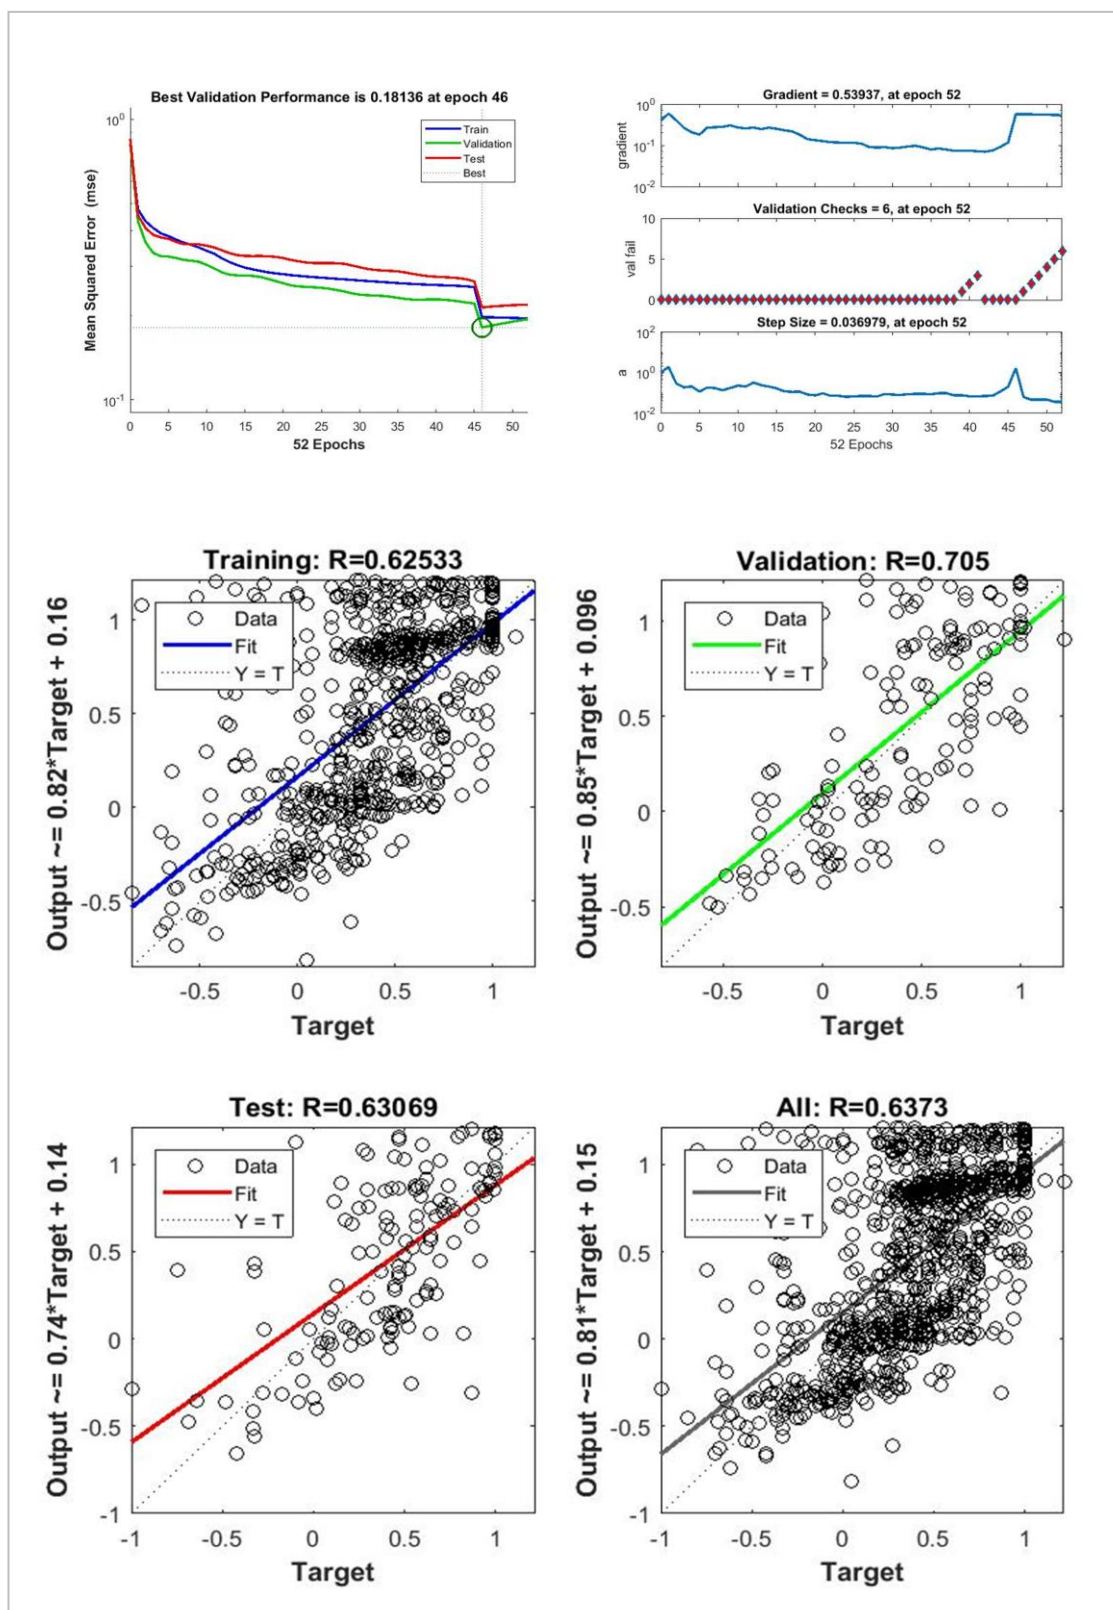 Best Validation Performance is 0.18136 at epoch 46
10^0
10^-1
Mean Squared Error (mse)
Train
Validation
Test
Best
0 5 10 15 20 25 30 35 40 45 50
52 Epochs
Gradient = 0.53937, at epoch 52
gradient
10^0
10^-1
10^-2
Validation Checks = 6, at epoch 52
val fail
10
5
0
Step Size = 0.036979, at epoch 52
a
10^2
10^0
10^-2
0 5 10 15 20 25 30 35 40 45 50
52 Epochs
Training: R=0.62533
Output ~= 0.82*Target + 0.16
Data
Fit
Y = T
1
0.5
0
-0.5
-0.5 0 0.5 1
Target
Validation: R=0.705
Output ~= 0.85*Target + 0.096
Data
Fit
Y = T
1
0.5
0
-0.5
-0.5 0 0.5 1
Target
Test: R=0.63069
Output ~= 0.74*Target + 0.14
Data
Fit
Y = T
1
0.5
0
-0.5
-1
-1 -0.5 0 0.5 1
Target
All: R=0.6373
Output ~= 0.81*Target + 0.15
Data
Fit
Y = T
1
0.5
0
-0.5
-1
-1 -0.5 0 0.5 1
Target